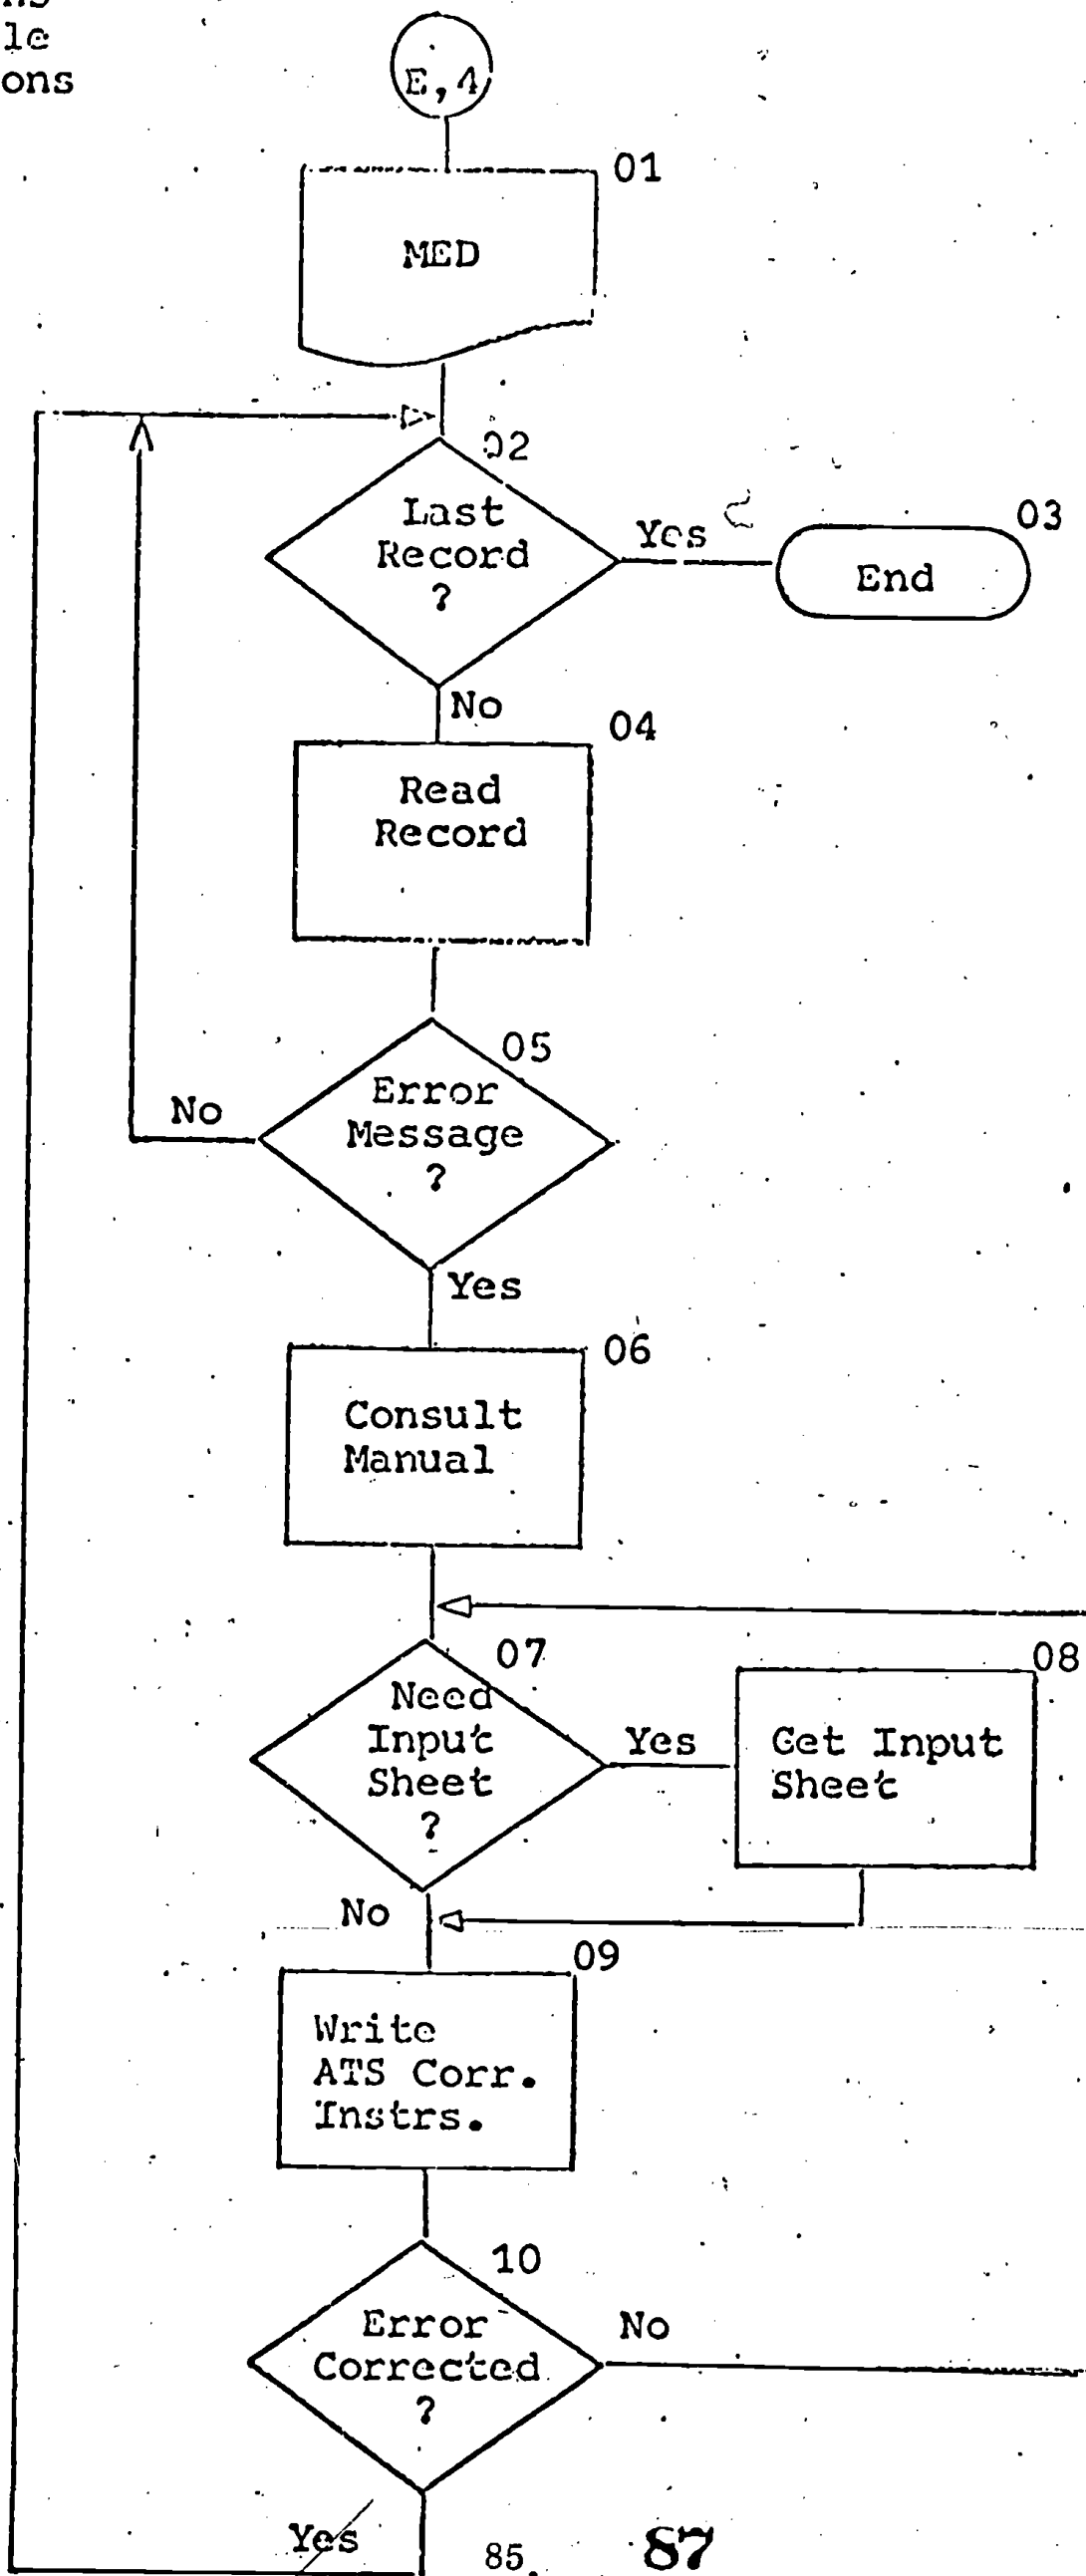 ns
le
ons
E,4
01
MED
02
Last
Record
?
Yes
03
End
No
04
Read
Record
05
Error
Message
?
No
Yes
06
Consult
Manual
07
Need
Input
Sheet
?
Yes
08
Get Input
Sheet
No
09
Write
ATS Corr.
Instrs.
10
Error
Corrected
?
No
Yes
85.
87